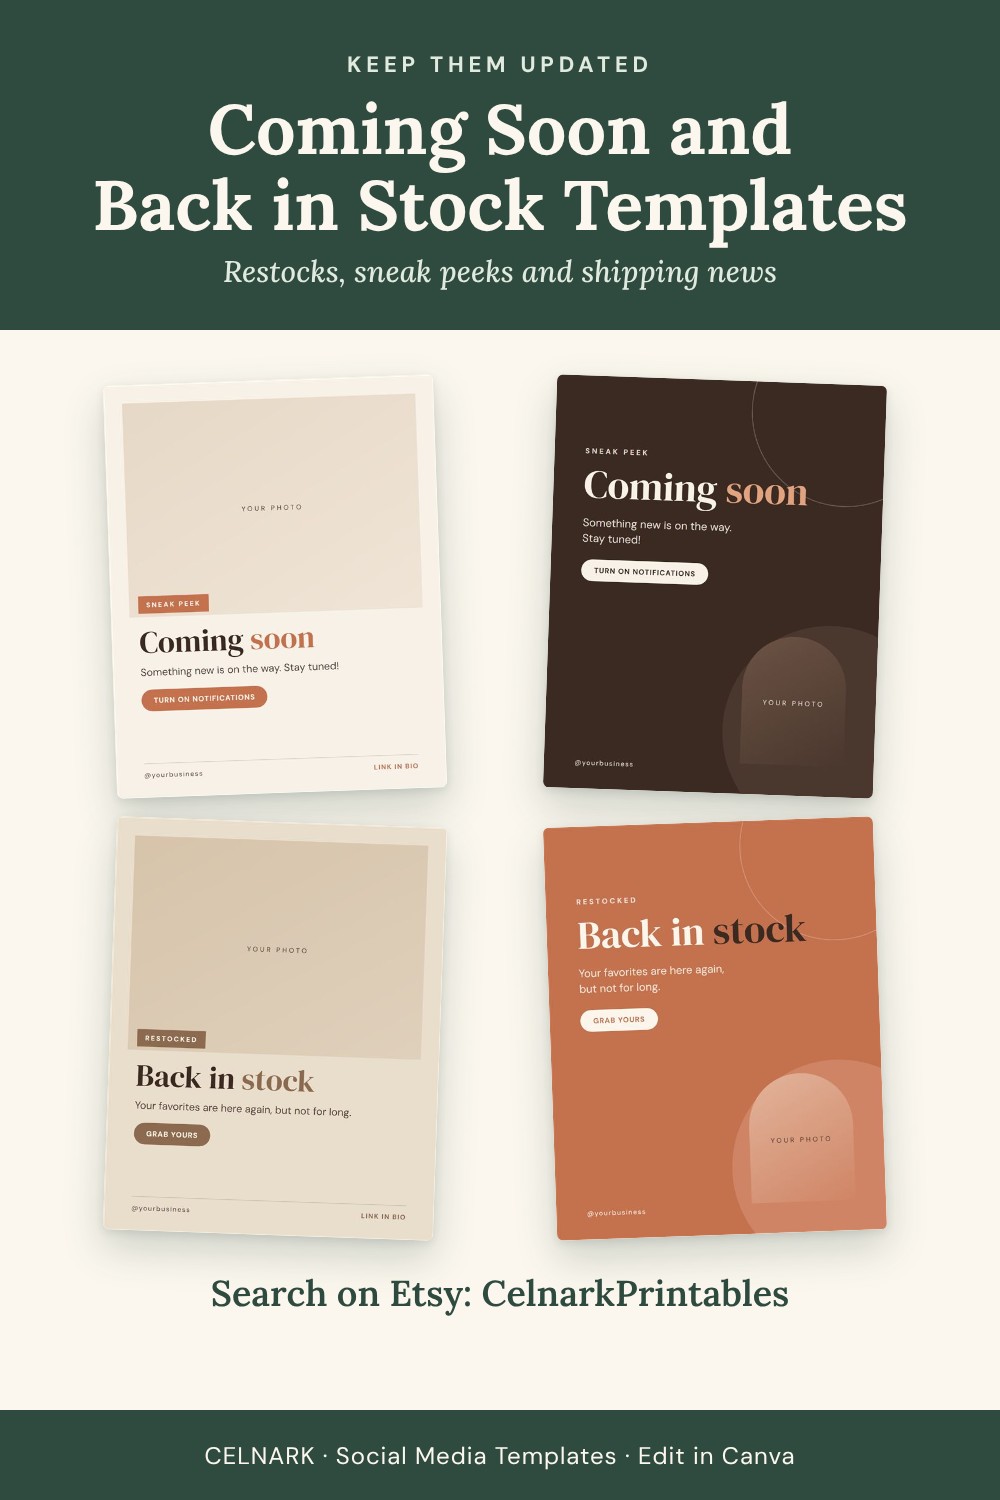 KEEP THEM UPDATED
Coming Soon and
Back in Stock Templates
Restocks, sneak peeks and shipping news
YOUR PHOTO
SNEAK PEEK
Coming soon
Something new is on the way. Stay tuned!
TURN ON NOTIFICATIONS
@yourbusiness
LINK IN BIO
SNEAK PEEK
Coming soon
Something new is on the way.
Stay tuned!
TURN ON NOTIFICATIONS
YOUR PHOTO
@yourbusiness
YOUR PHOTO
RESTOCKED
Back in stock
Your favorites are here again, but not for long.
GRAB YOURS
@yourbusiness
LINK IN BIO
RESTOCKED
Back in stock
Your favorites are here again,
but not for long.
GRAB YOURS
YOUR PHOTO
@yourbusiness
Search on Etsy: CelnarkPrintables
CELNARK · Social Media Templates · Edit in Canva